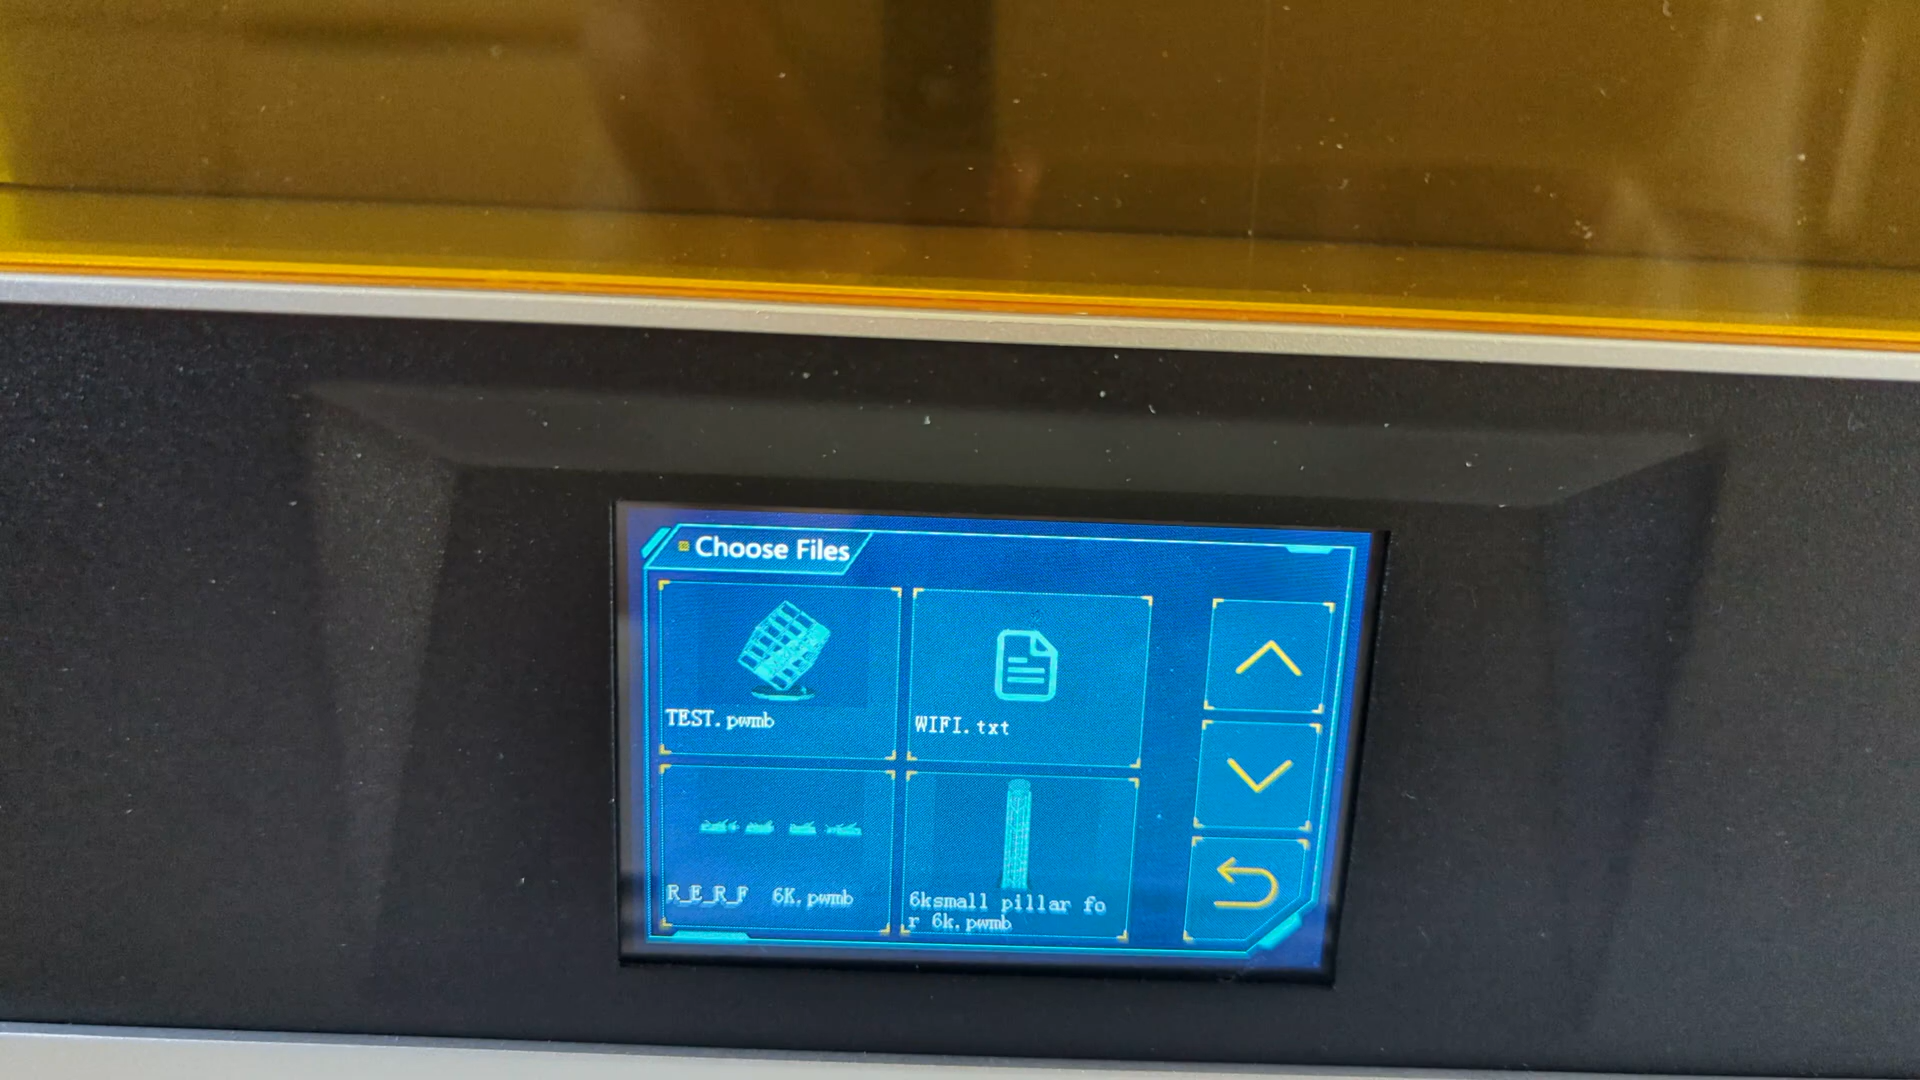 Choose Files
TEST.pwmb
WIFI.txt
R_E_R_F  6K.pwmb
6ksmall pillar fo
r 6k.pwmb